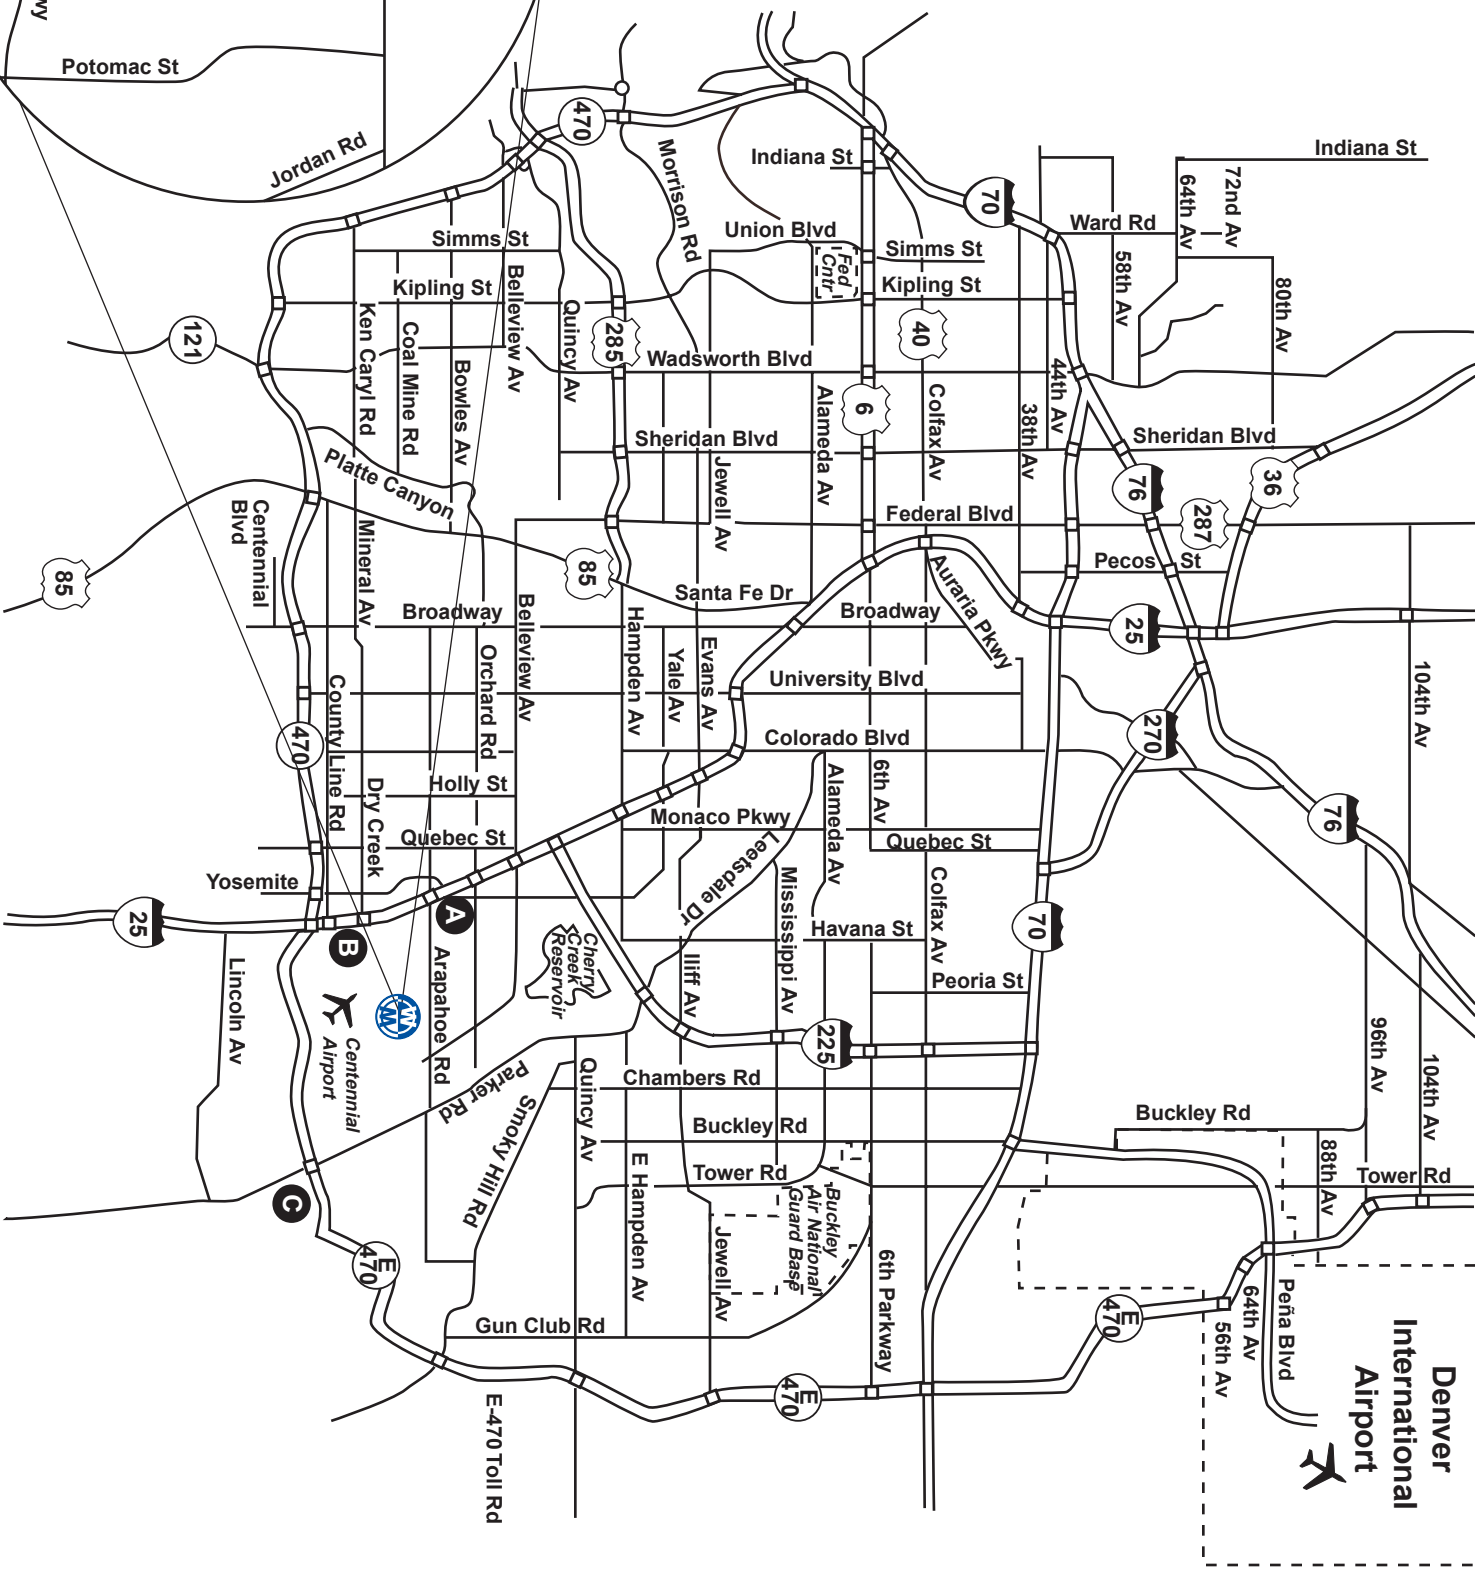 wy
Potomac St
Jordan Rd
470
Morrison Rd
Indiana St
Indiana St
70
Ward Rd
64th Av
72nd Av
58th Av
80th Av
Union Blvd
Simms St
Simms St
Fed
Cntr
Kipling St
Kipling St
Belleview Av
Quincy Av
285
40
121
Ken Caryl Rd
Coal Mine Rd
Bowles Av
Wadsworth Blvd
Alameda Av
6
Colfax Av
44th Av
38th Av
Sheridan Blvd
Sheridan Blvd
Jewell Av
Platte Canyon
76
36
287
Centennial
Blvd
Mineral Av
Federal Blvd
Pecos St
85
85
Santa Fe Dr
Broadway
Broadway
Auraria Pkwy
25
Belleview Av
Hampden Av
Orchard Rd
Yale Av
Evans Av
University Blvd
County Line Rd
104th Av
470
Colorado Blvd
270
Holly St
Dry Creek
Alameda Av
6th Av
Monaco Pkwy
76
Quebec St
Quebec St
Leetsdale Dr
Yosemite
Mississippi Av
Colfax Av
A
25
Havana St
70
B
Cherry
Creek
Reservoir
Iliff Av
Arapahoe Rd
Lincoln Av
Peoria St
W
W
Centennial
Airport
225
96th Av
104th Av
Parker Rd
Quincy Av
Chambers Rd
Smoky Hill Rd
Buckley Rd
Buckley Rd
88th Av
E Hampden Av
Tower Rd
Tower Rd
C
Buckley
Air National
Guard Base
Jewell Av
6th Parkway
E
470
64th Av
Peña Blvd
Gun Club Rd
E
470
56th Av
E
470
E-470 Toll Rd
Denver
International
Airport